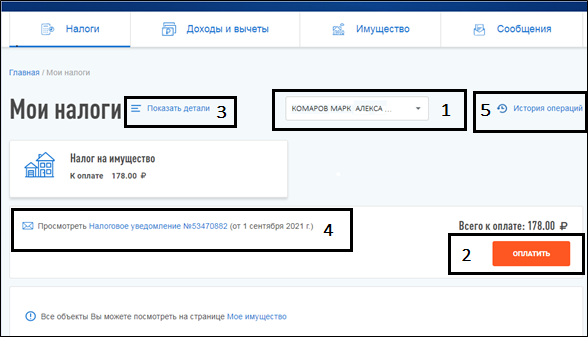 Налоги Доходы и вычеты Имущество Сообщения
Главная / Мои налоги
Мои налоги Показать детали 3 КОМАРОВ МАРК АЛЕКСА ... 1 5 История операций
Налог на имущество
К оплате 178.00 ₽
Просмотреть Налоговое уведомление №53470882 (от 1 сентября 2021 г.) 4 Всего к оплате: 178.00 ₽
2 ОПЛАТИТЬ
Все объекты Вы можете посмотреть на странице Мое имущество